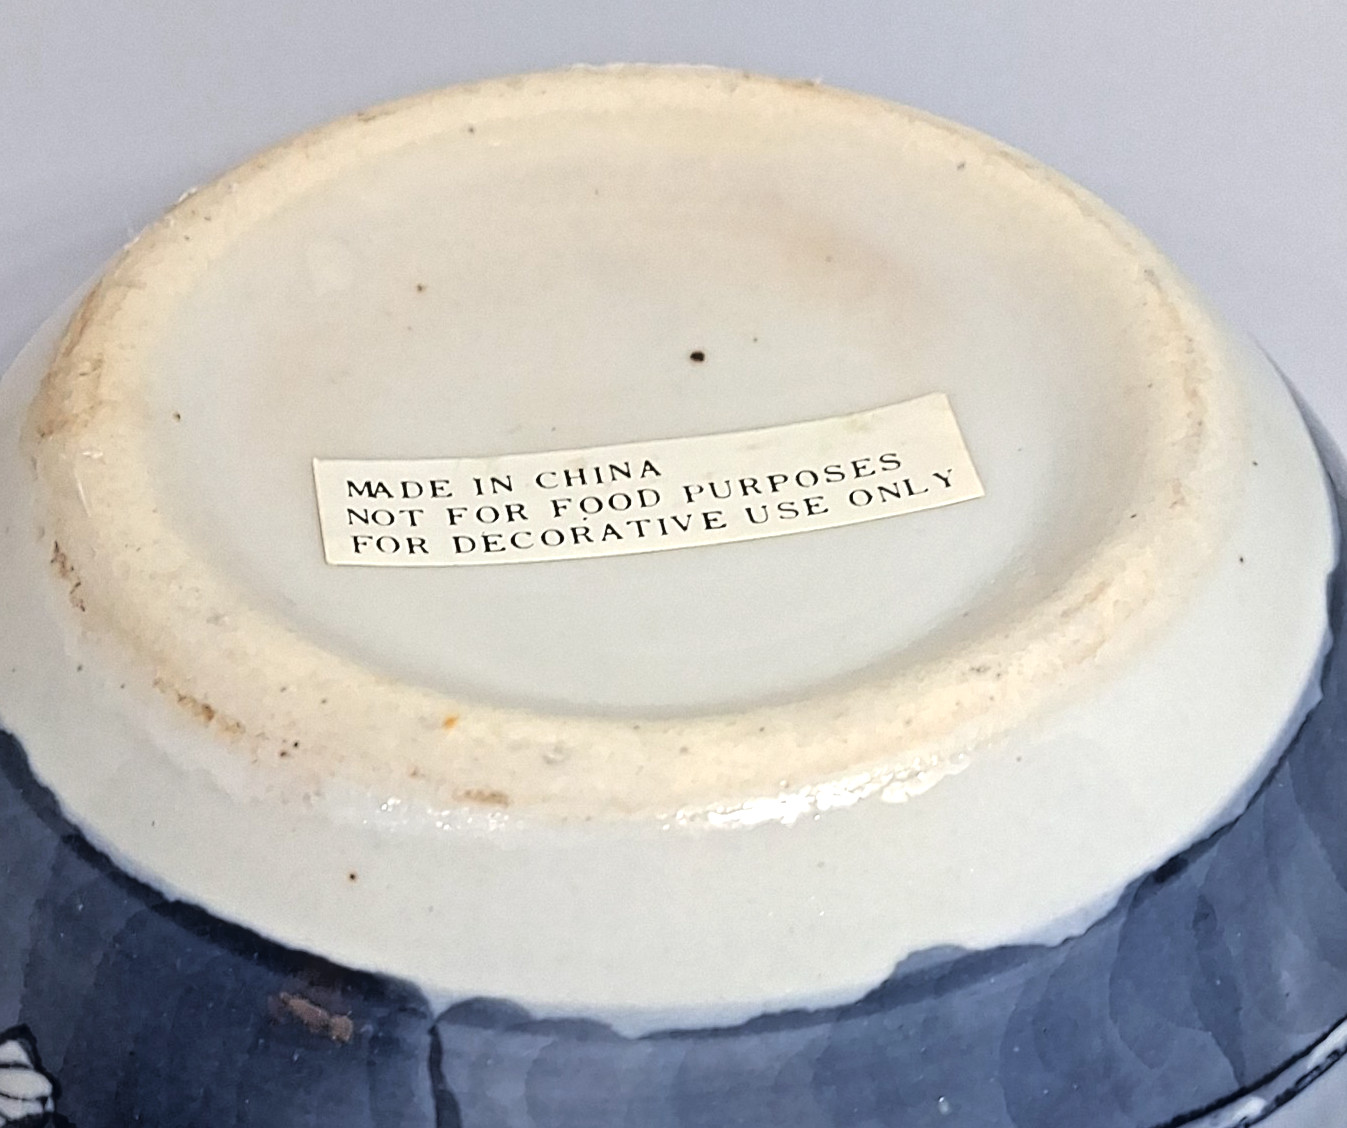 MADE IN CHINA
NOT FOR FOOD PURPOSES
FOR DECORATIVE USE ONLY